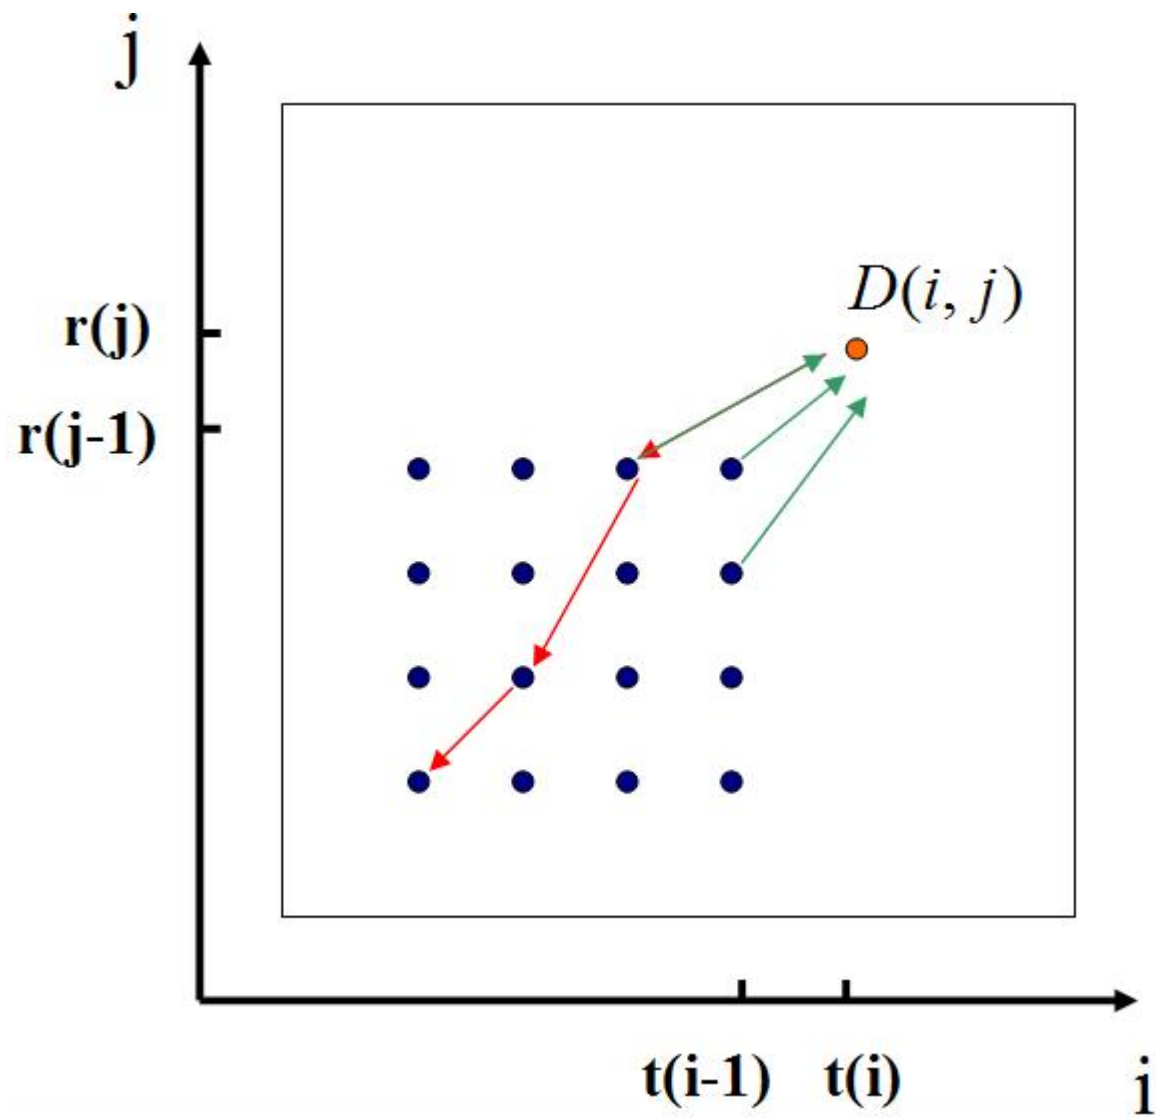 j
D(i, j)
r(j)
r(j-1)
t(i-1) t(i)
i